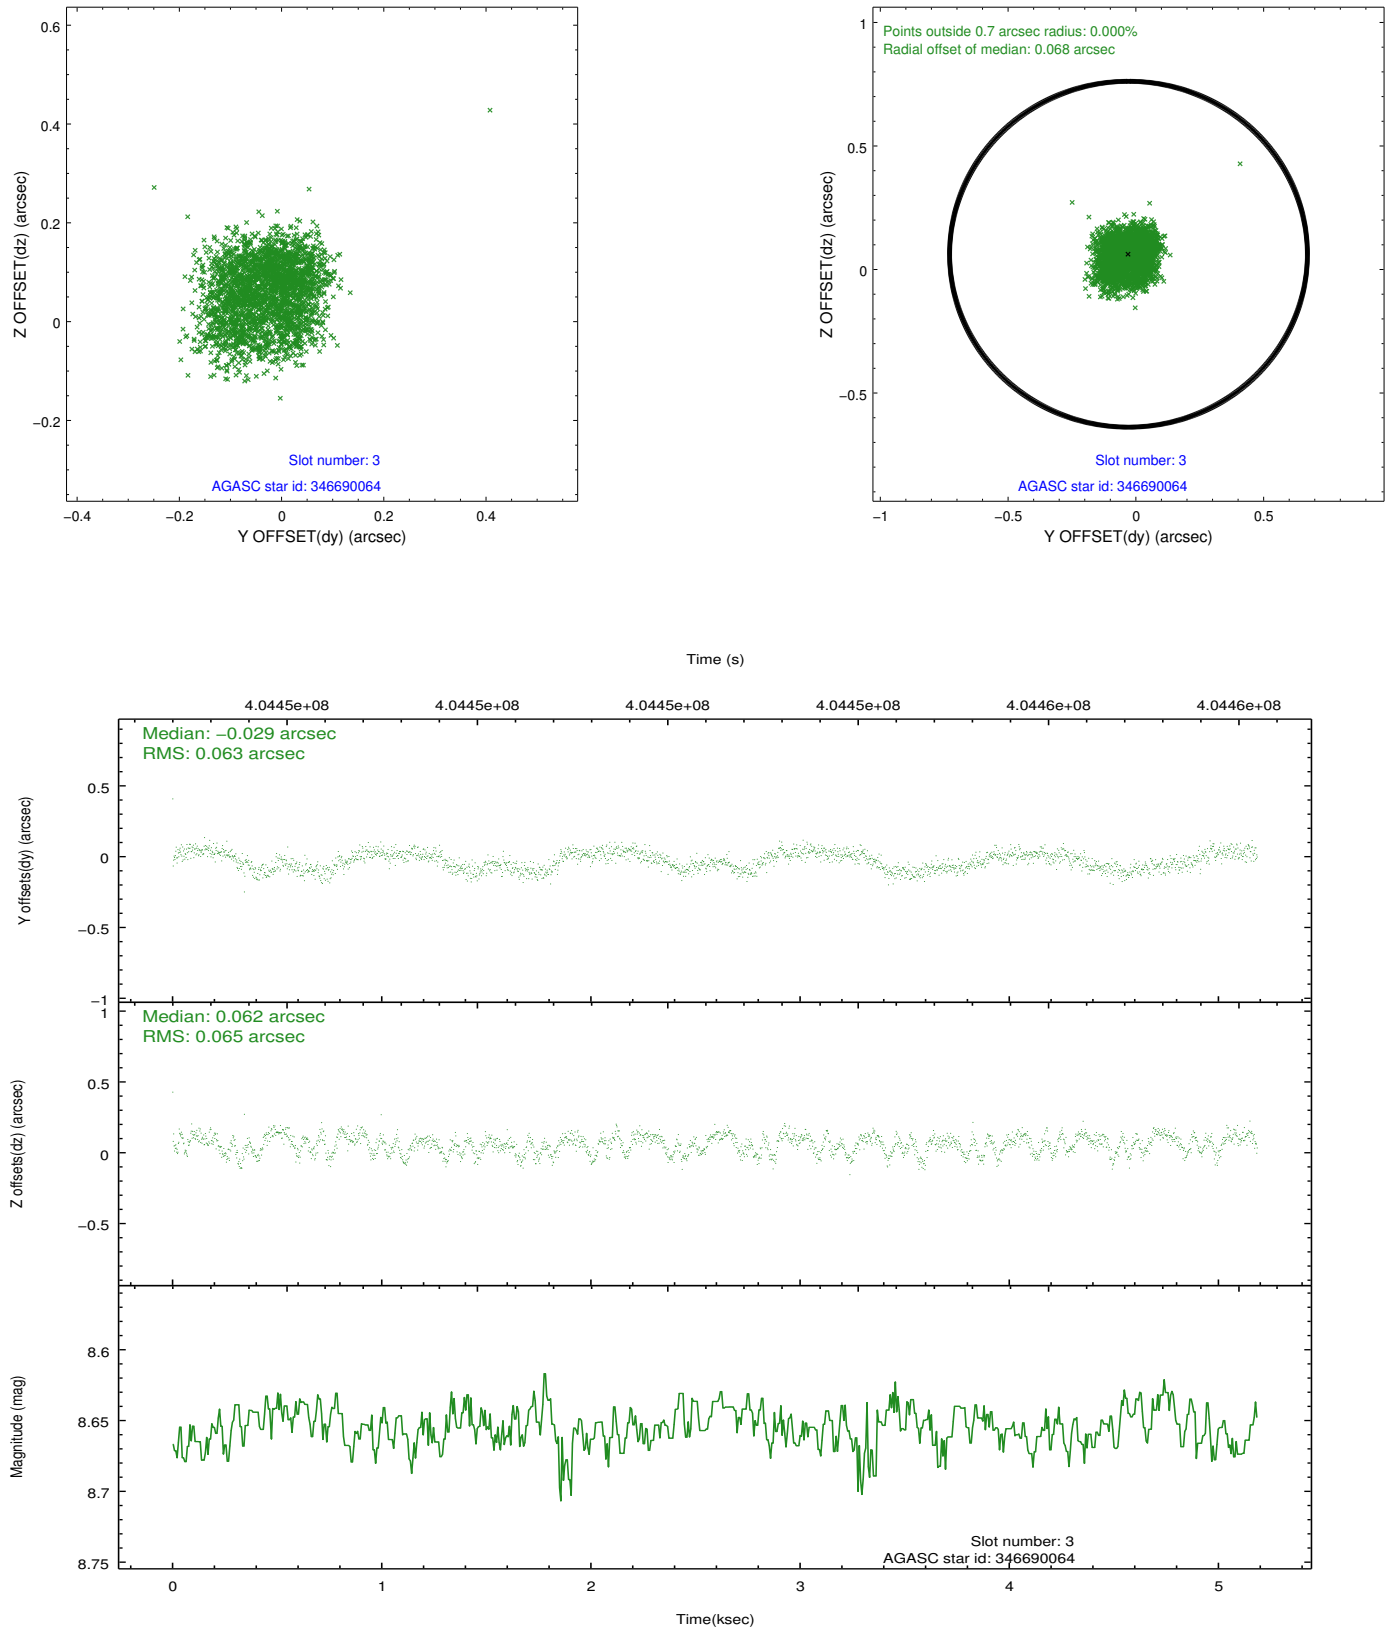 0.6
0.4
0.2
0
−0.2
Z OFFSET(dz) (arcsec)
Slot number: 3
AGASC star id: 346690064
−0.4 −0.2 0 0.2 0.4
Y OFFSET(dy) (arcsec)
Points outside 0.7 arcsec radius: 0.000%
Radial offset of median: 0.068 arcsec
1
0.5
0
−0.5
Z OFFSET(dz) (arcsec)
Slot number: 3
AGASC star id: 346690064
−1 −0.5 0 0.5
Y OFFSET(dy) (arcsec)
Time (s)
4.0445e+08 4.0445e+08 4.0445e+08 4.0445e+08 4.0446e+08 4.0446e+08
Median: −0.029 arcsec
RMS: 0.063 arcsec
0.5
0
−0.5
−1
Y offsets(dy) (arcsec)
Median: 0.062 arcsec
RMS: 0.065 arcsec
1
0.5
0
−0.5
Z offsets(dz) (arcsec)
8.6
8.65
8.7
8.75
Magnitude (mag)
Slot number: 3
AGASC star id: 346690064
0 1 2 3 4 5
Time(ksec)